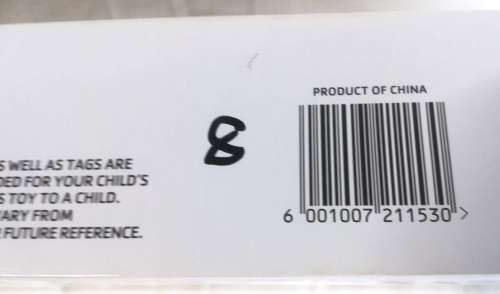 PRODUCT OF CHINA
8
S WELL AS TAGS ARE
DED FOR YOUR CHILD'S
S TOY TO A CHILD.
ARY FROM
FUTURE REFERENCE.
6 001007 211530 >